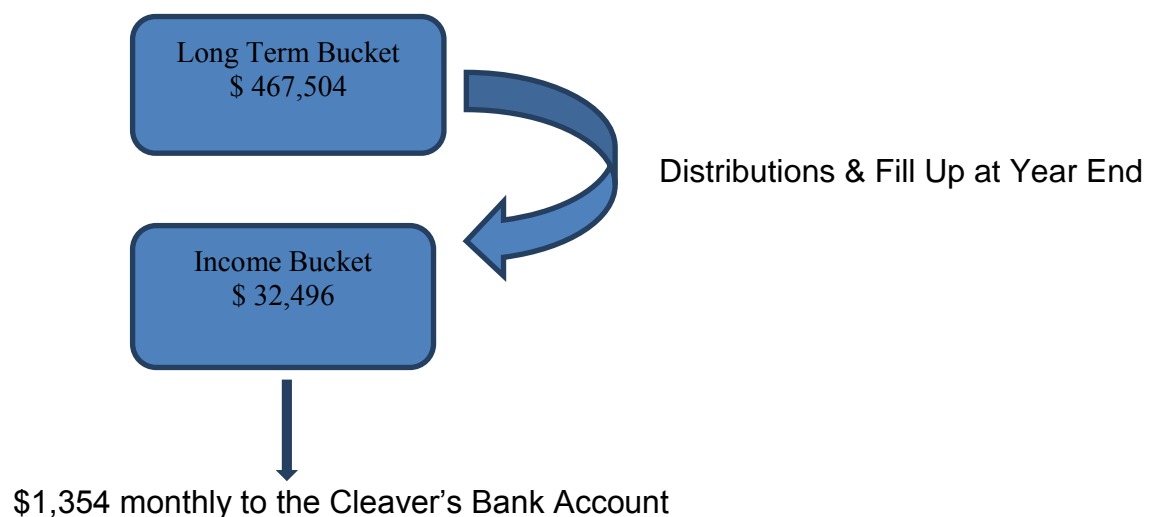 Long Term Bucket
$ 467,504
Distributions & Fill Up at Year End
Income Bucket
$ 32,496
$1,354 monthly to the Cleaver's Bank Account